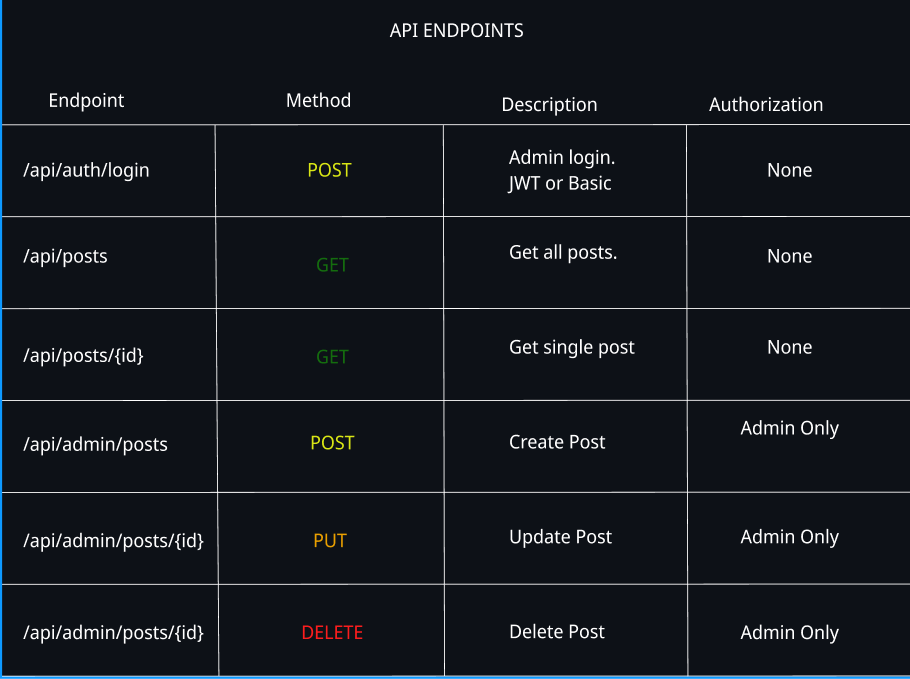 API ENDPOINTS
Endpoint Method Description Authorization
/api/auth/login POST Admin login. None
JWT or Basic
/api/posts GET Get all posts. None
/api/posts/{id} GET Get single post None
/api/admin/posts POST Create Post Admin Only
/api/admin/posts/{id} PUT Update Post Admin Only
/api/admin/posts/{id} DELETE Delete Post Admin Only